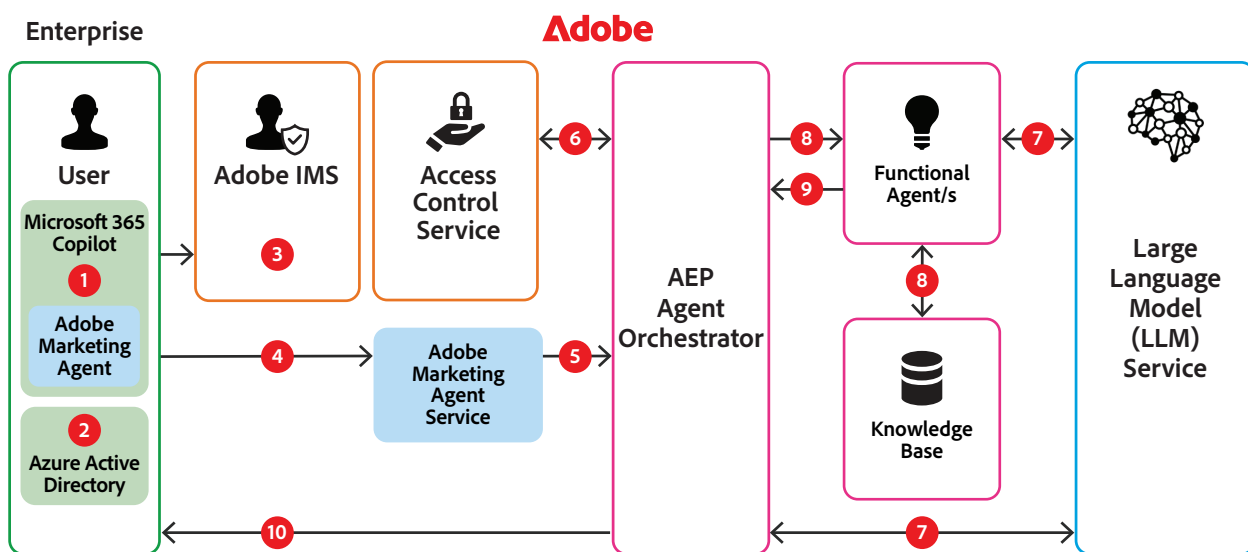 Enterprise
Adobe
User
Microsoft 365
Copilot
1
Adobe
Marketing
Agent
2
Azure Active
Directory
Adobe IMS
3
Access
Control
Service
4
Adobe
Marketing
Agent
Service
5
6
AEP
Agent
Orchestrator
8
9
Functional
Agent/s
7
8
Knowledge
Base
Large
Language
Model
(LLM)
Service
10
7